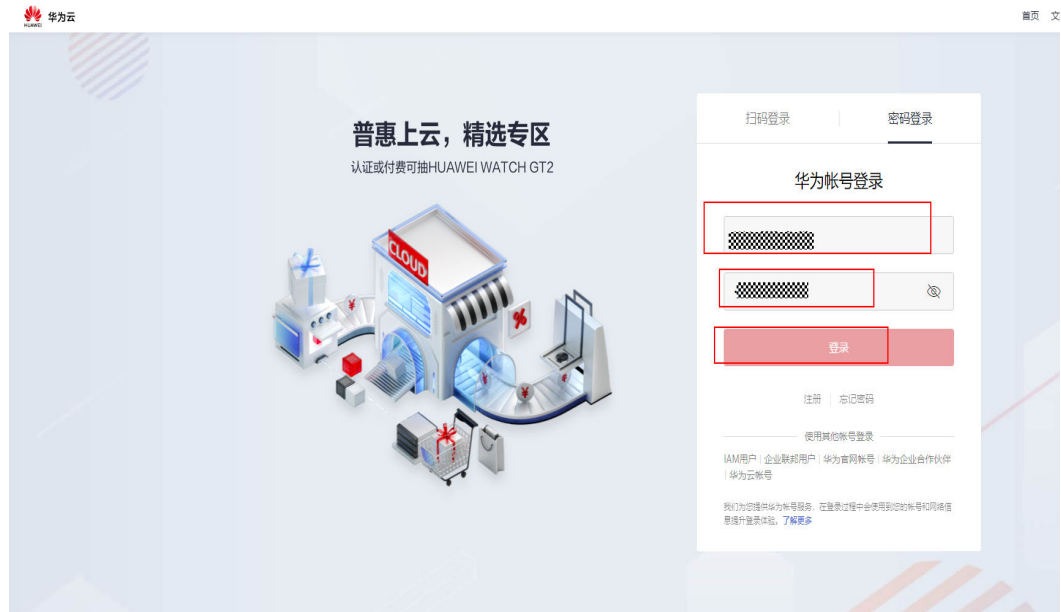 HUAWEI
华为云
首页
文
普惠上云，精选专区
认证或付费可抽HUAWEI WATCH GT2
CLOUD
¥
%
¥
¥
¥
扫码登录
密码登录
华为帐号登录
登录
注册 | 忘记密码
使用其他帐号登录
IAM用户 | 企业联邦用户 | 华为官网帐号 | 华为企业合作伙伴
| 华为云帐号
我们为您提供华为帐号服务，在登录过程中会使用到您的帐号和网络信
息提升登录体验。了解更多